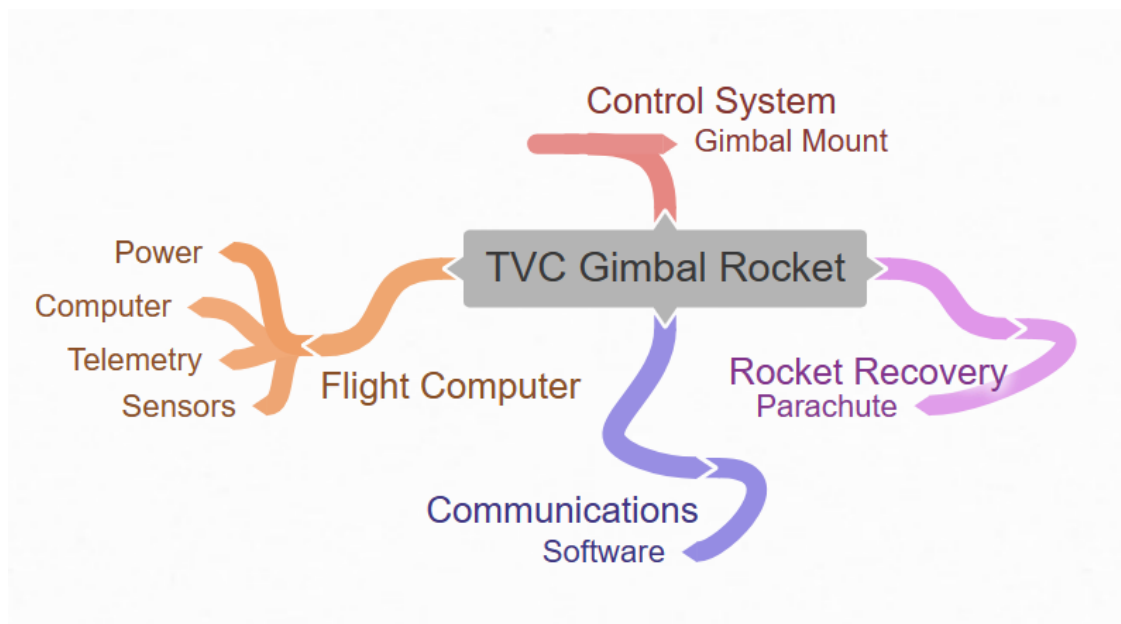 Control System
Gimbal Mount
TVC Gimbal Rocket
Power
Computer
Telemetry
Sensors
Flight Computer
Rocket Recovery
Parachute
Communications
Software